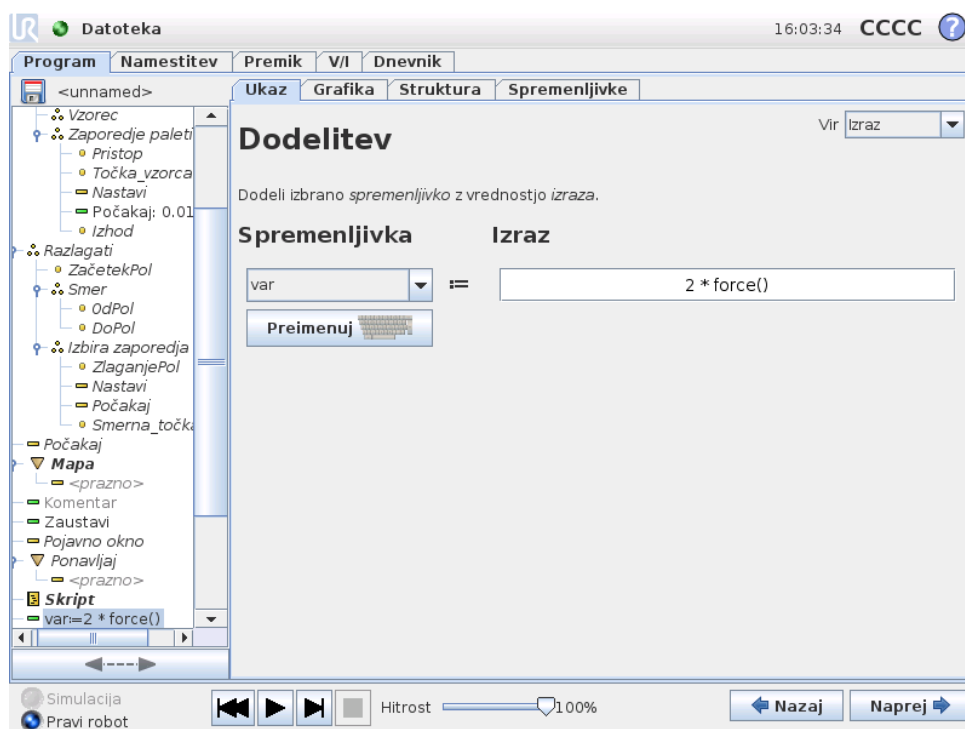 UR Datoteka 16:03:34 CCCC ?
Program Namestitev Premik V/I Dnevnik
<unnamed>
Ukaz Grafika Struktura Spremenljivke
Vzorec
Zaporedje paleti
Pristop
Točka_vzorca
Nastavi
Počakaj: 0.01
Izhod
Razlagati
ZačetekPol
Smer
OdPol
DoPol
Izbira zaporedja
ZlaganjePol
Nastavi
Počakaj
Smerna_točka
Počakaj
Mapa
<prazno>
Komentar
Zaustavi
Pojavno okno
Ponavljaj
<prazno>
Skript
var:=2 * force()
Vir Izraz
Dodelitev
Dodeli izbrano spremenljivko z vrednostjo izraza.
Spremenljivka Izraz
var := 2 * force()
Preimenuj
Simulacija
Pravi robot
Hitrost 100%
Nazaj Naprej